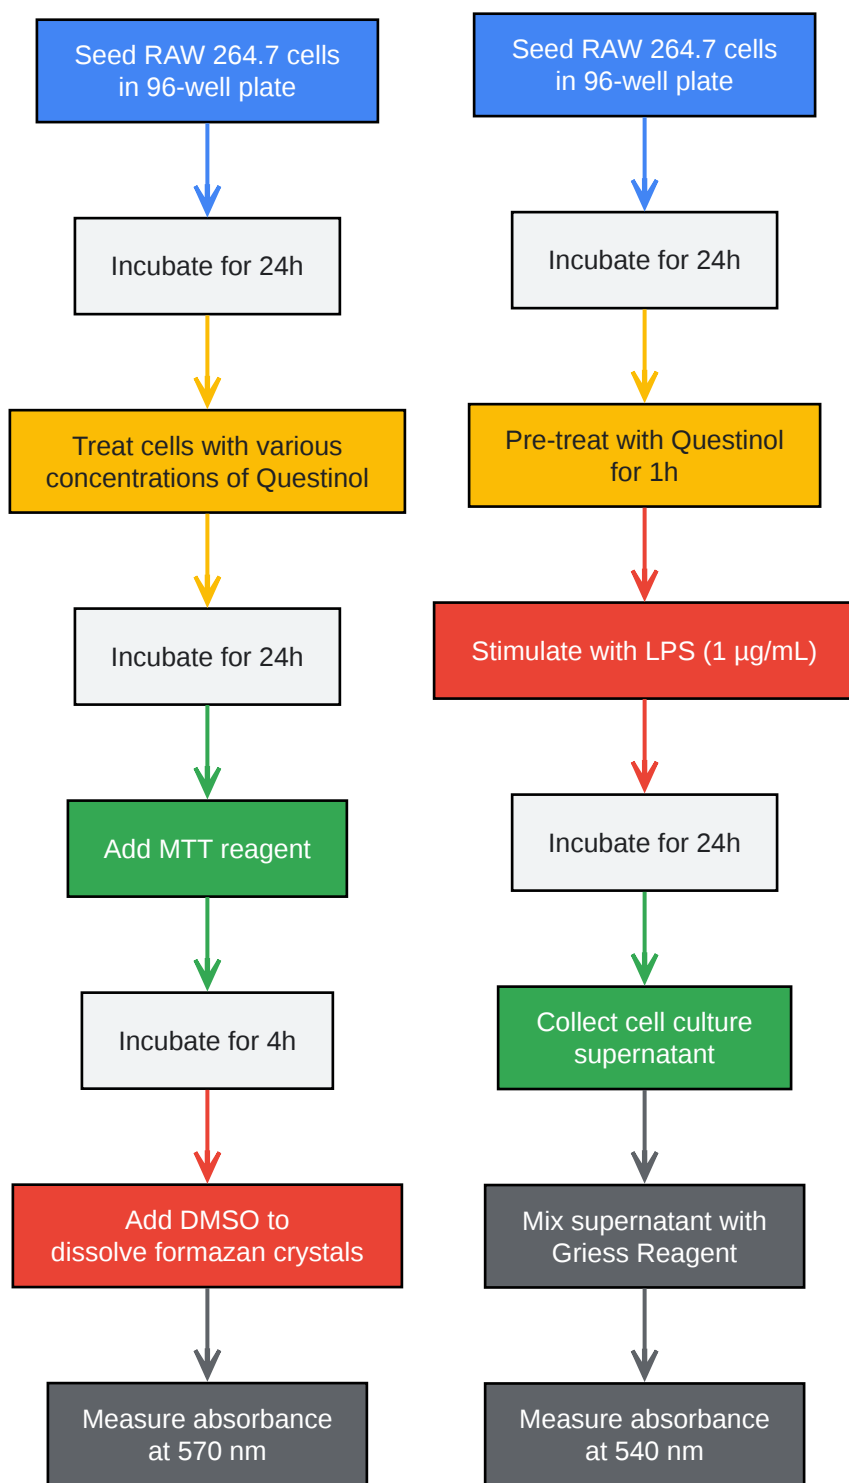 Seed RAW 264.7 cells
in 96-well plate
Incubate for 24h
Treat cells with various
concentrations of Questinol
Incubate for 24h
Add MTT reagent
Incubate for 4h
Add DMSO to
dissolve formazan crystals
Measure absorbance
at 570 nm
Seed RAW 264.7 cells
in 96-well plate
Incubate for 24h
Pre-treat with Questinol
for 1h
Stimulate with LPS (1 µg/mL)
Incubate for 24h
Collect cell culture
supernatant
Mix supernatant with
Griess Reagent
Measure absorbance
at 540 nm